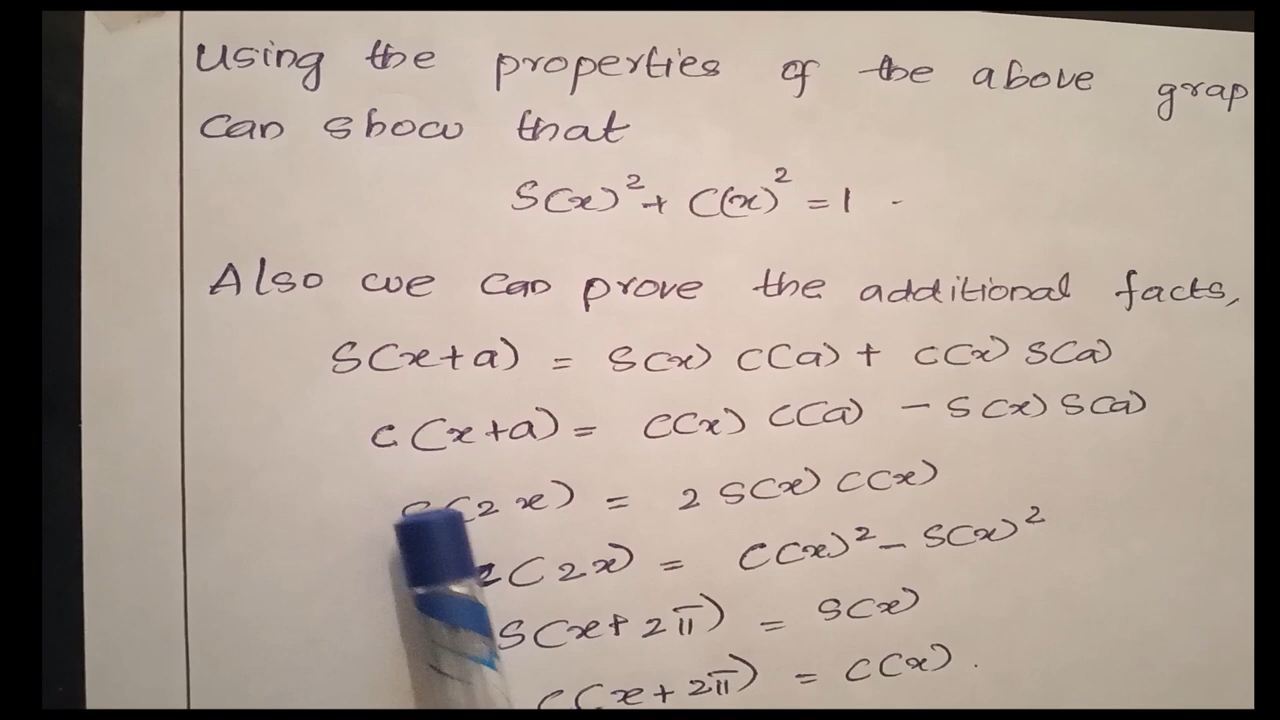 Using the properties of the above grap
can show that
S(x)² + C(x)² = 1 .
Also we can prove the additional facts,
S(x+a) = S(x) C(a) + C(x) S(a)
C(x+a) = C(x) C(a) - S(x) S(a)
(2x) = 2 S(x) C(x)
C(2x) = C(x)² - S(x)²
S(x+2π) = S(x)
C(x+2π) = C(x) .